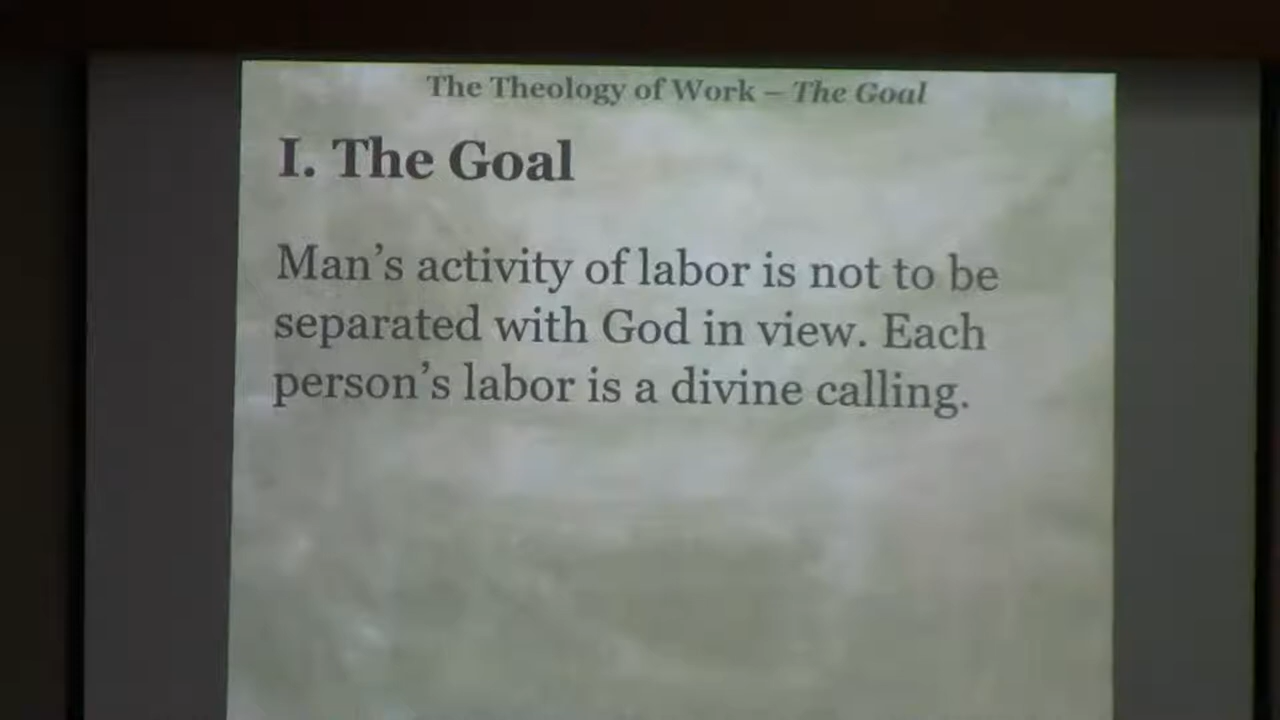 The Theology of Work – The Goal
I. The Goal
Man's activity of labor is not to be
separated with God in view. Each
person's labor is a divine calling.